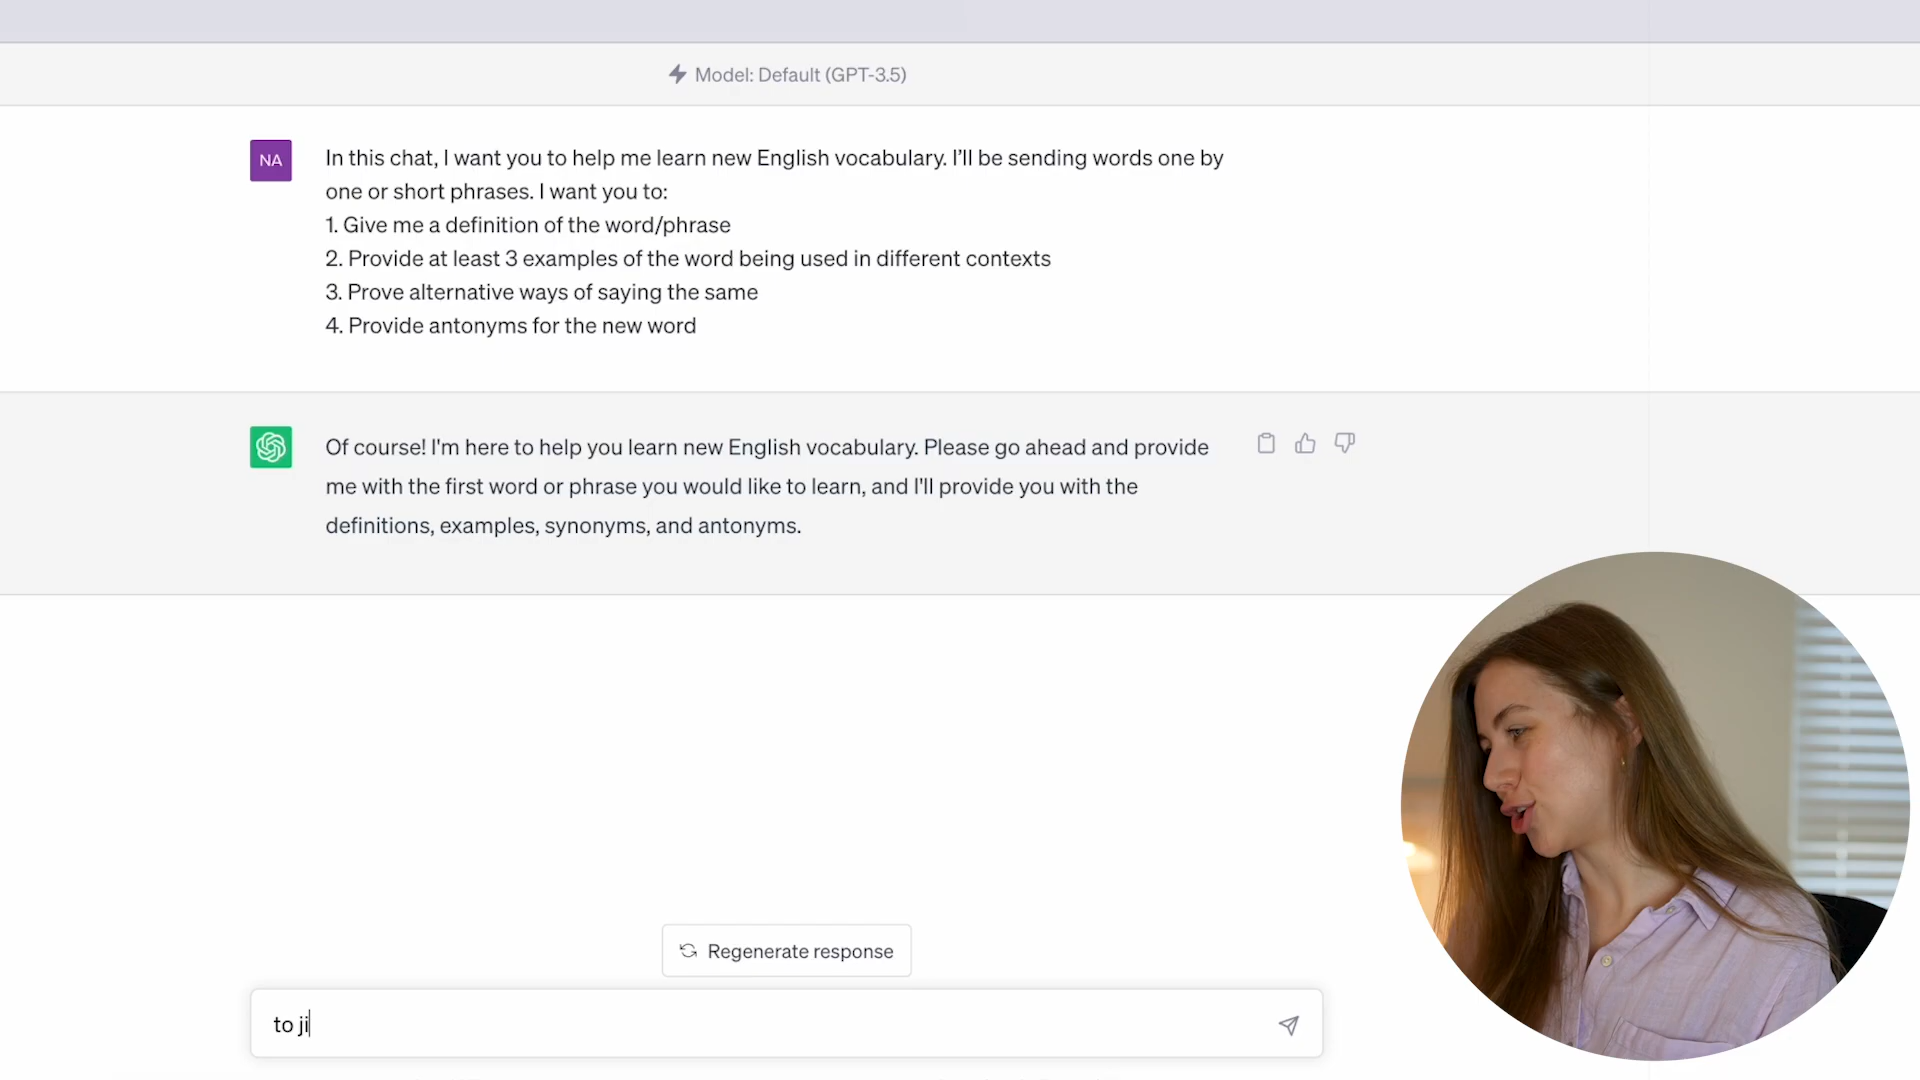 Model: Default (GPT-3.5)
NA
In this chat, I want you to help me learn new English vocabulary. I'll be sending words one by
one or short phrases. I want you to:
1. Give me a definition of the word/phrase
2. Provide at least 3 examples of the word being used in different contexts
3. Prove alternative ways of saying the same
4. Provide antonyms for the new word
Of course! I'm here to help you learn new English vocabulary. Please go ahead and provide
me with the first word or phrase you would like to learn, and I'll provide you with the
definitions, examples, synonyms, and antonyms.
Regenerate response
to ji